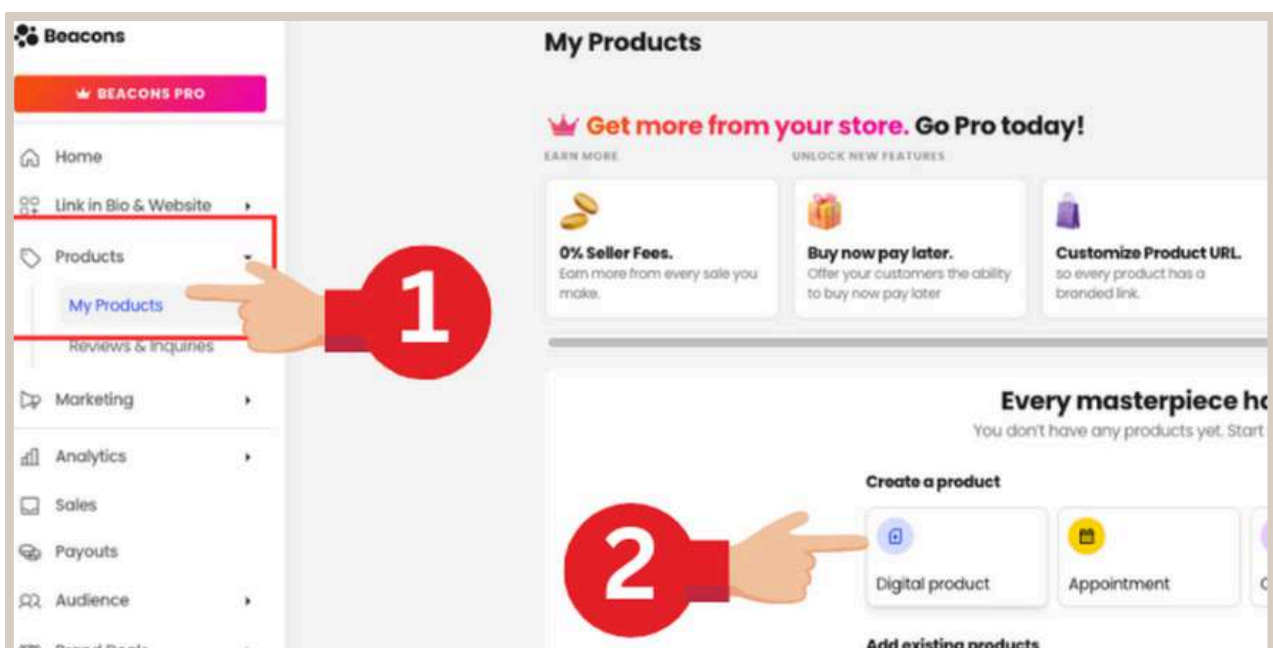 Beacons
BEACONS PRO
Home
Link in Bio & Website
Products
My Products
Reviews & Inquiries
Marketing
Analytics
Sales
Payouts
Audience
1
My Products
Get more from your store. Go Pro today!
EARN MORE
UNLOCK NEW FEATURES
0% Seller Fees.
Earn more from every sale you
make.
Buy now pay later.
Offer your customers the ability
to buy now pay later
Customize Product URL.
so every product has a
branded link.
Every masterpiece
You don't have any products yet. Start
Create a product
2
Digital product
Appointment
Add existing products